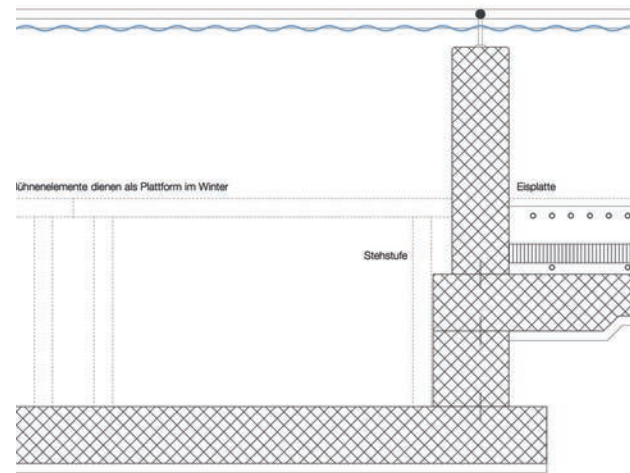 ühnenelemente dienen als Plattform im Winter
Eisplatte
Stehstufe